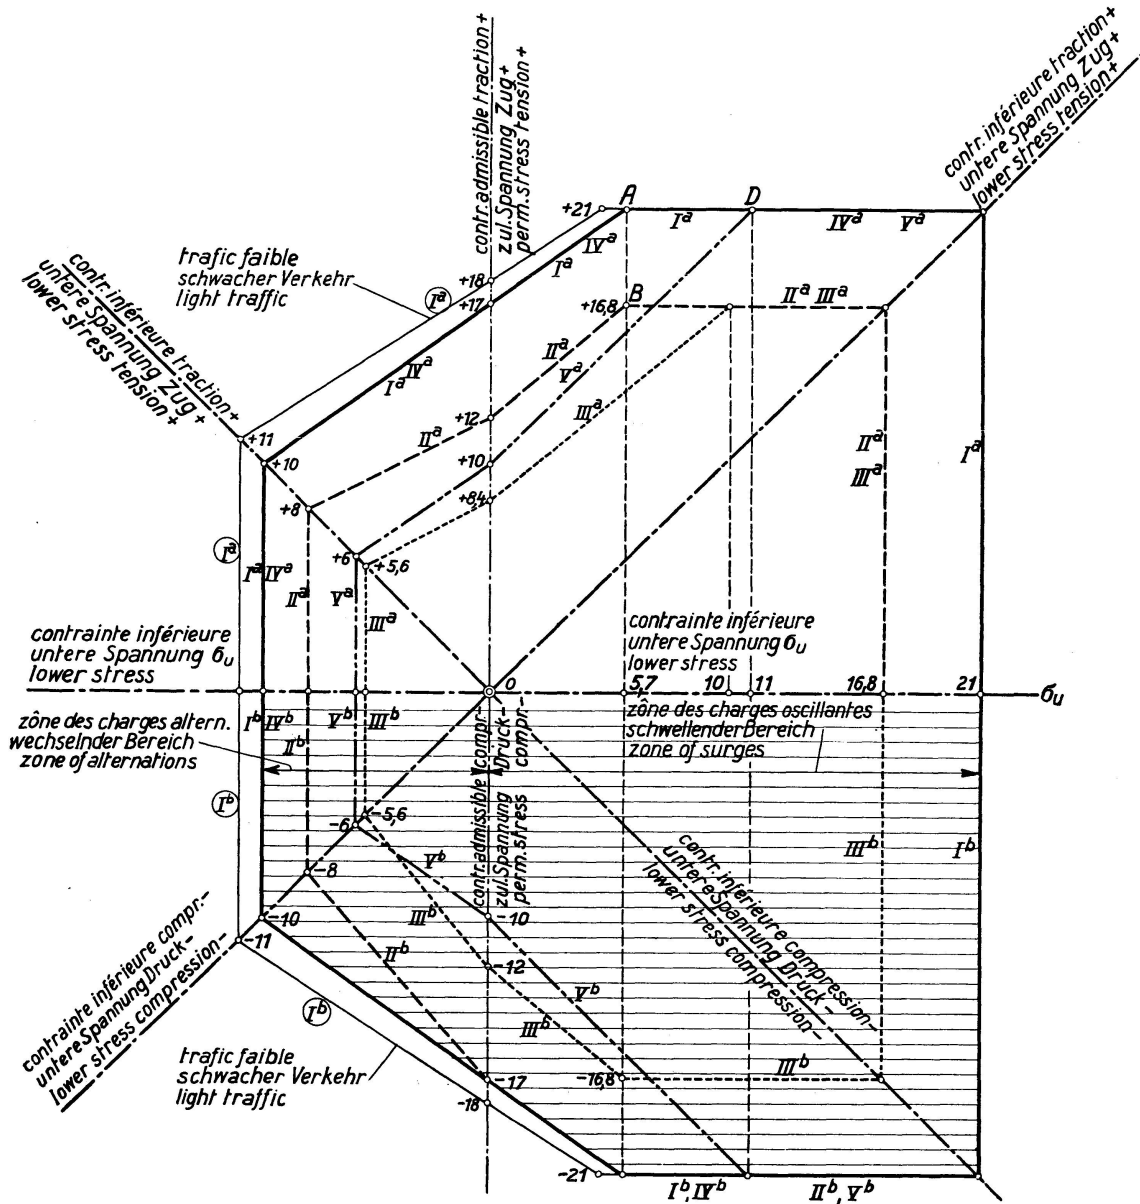 contr. admissible traction+
zul. Spannung Zug+
perm. stress tension+
contr. inférieure traction+
untere Spannung Zug+
lower stress tension+
A
D
+21
I^a
IV^a
V^a
IV^a
I^a
trafic faible
schwacher Verkehr
light traffic
I^a
+18
+17
contr. inférieure traction+
untere Spannung Zug+
lower stress tension+
+16,8
B
II^a III^a
II^a
V^a
IV^a
I^a
III^a
+12
II^a
+11
+10
+10
II^a
III^a
I^a
+8
+8,4
+6
+5,6
I^a
I^a
IV^a
II^a
V^a
III^a
contrainte inférieure
untere Spannung σu
lower stress
contrainte inférieure
untere Spannung σu
lower stress
0
5,7
10
11
16,8
21
σu
zône des charges altern.
wechselnder Bereich
zone of alternations
I^b
IV^b
II^b
V^b
III^b
zône des charges oscillantes
schwellender Bereich
zone of surges
contr. admissible compr.-
zul. Spannung Druck-
perm. stress compr.-
I^b
-5,6
-6
V^b
III^b
I^b
-8
contr. inférieure compression-
untere Spannung Druck-
lower stress compression-
-10
-10
III^b
-11
II^b
-12
contrainte inférieure compr.-
untere Spannung Druck-
lower stress compression-
V^b
I^b
III^b
trafic faible
schwacher Verkehr
light traffic
-17
-16,8
III^b
-18
-21
I^b, IV^b
II^b, V^b